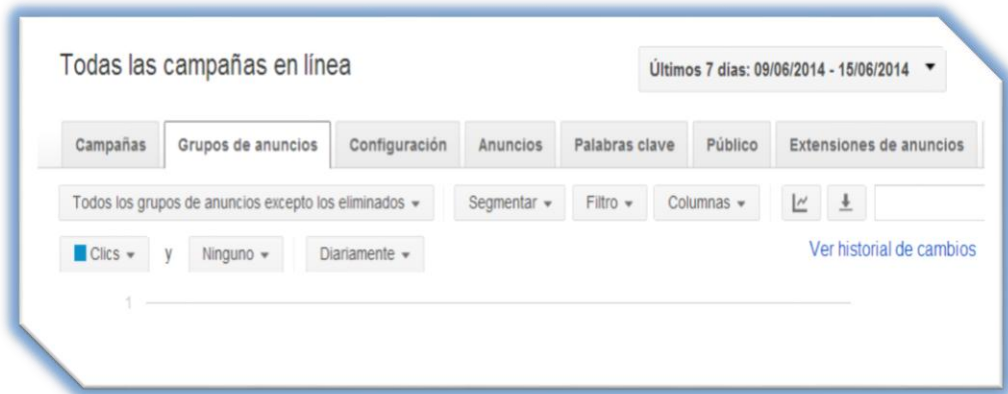 Todas las campañas en línea
Últimos 7 dias: 09/06/2014 - 15/06/2014
Campañas Grupos de anuncios Configuración Anuncios Palabras clave Público Extensiones de anuncios
Todos los grupos de anuncios excepto los eliminados Segmentar Filtro Columnas
Clics y Ninguno Diariamente Ver historial de cambios
1